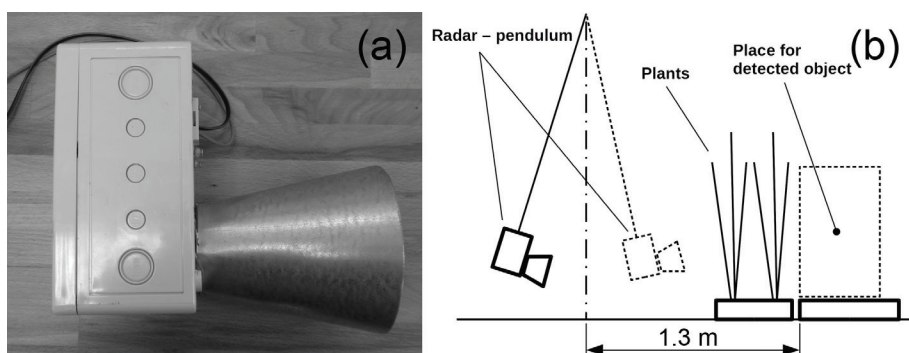 (a)
Radar – pendulum
Plants
Place for
detected object
(b)
1.3 m